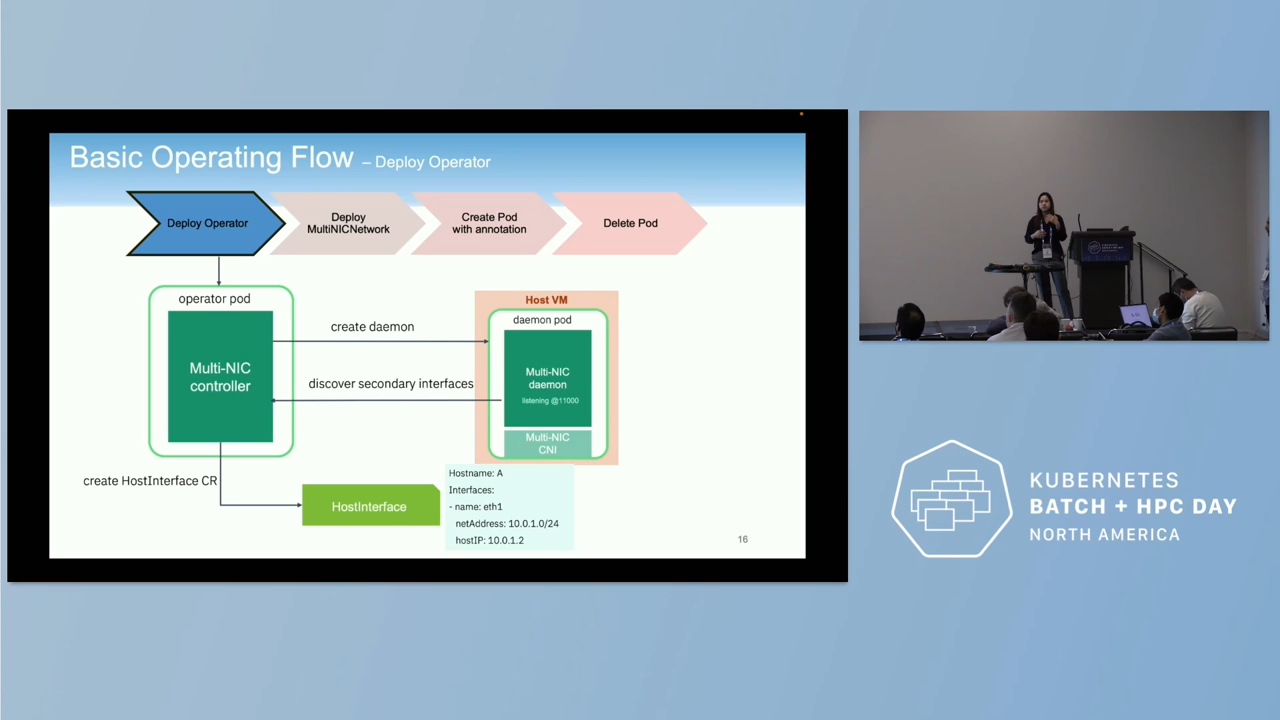 Basic Operating Flow – Deploy Operator
Deploy Operator
Deploy
MultiNICNetwork
Create Pod
with annotation
Delete Pod
operator pod
Multi-NIC
controller
create daemon
discover secondary interfaces
Host VM
daemon pod
Multi-NIC
daemon
listening @11000
Multi-NIC
CNI
create HostInterface CR
HostInterface
Hostname: A
Interfaces:
- name: eth1
netAddress: 10.0.1.0/24
hostIP: 10.0.1.2
16
KUBERNETES
BATCH + HPC DAY
NORTH AMERICA